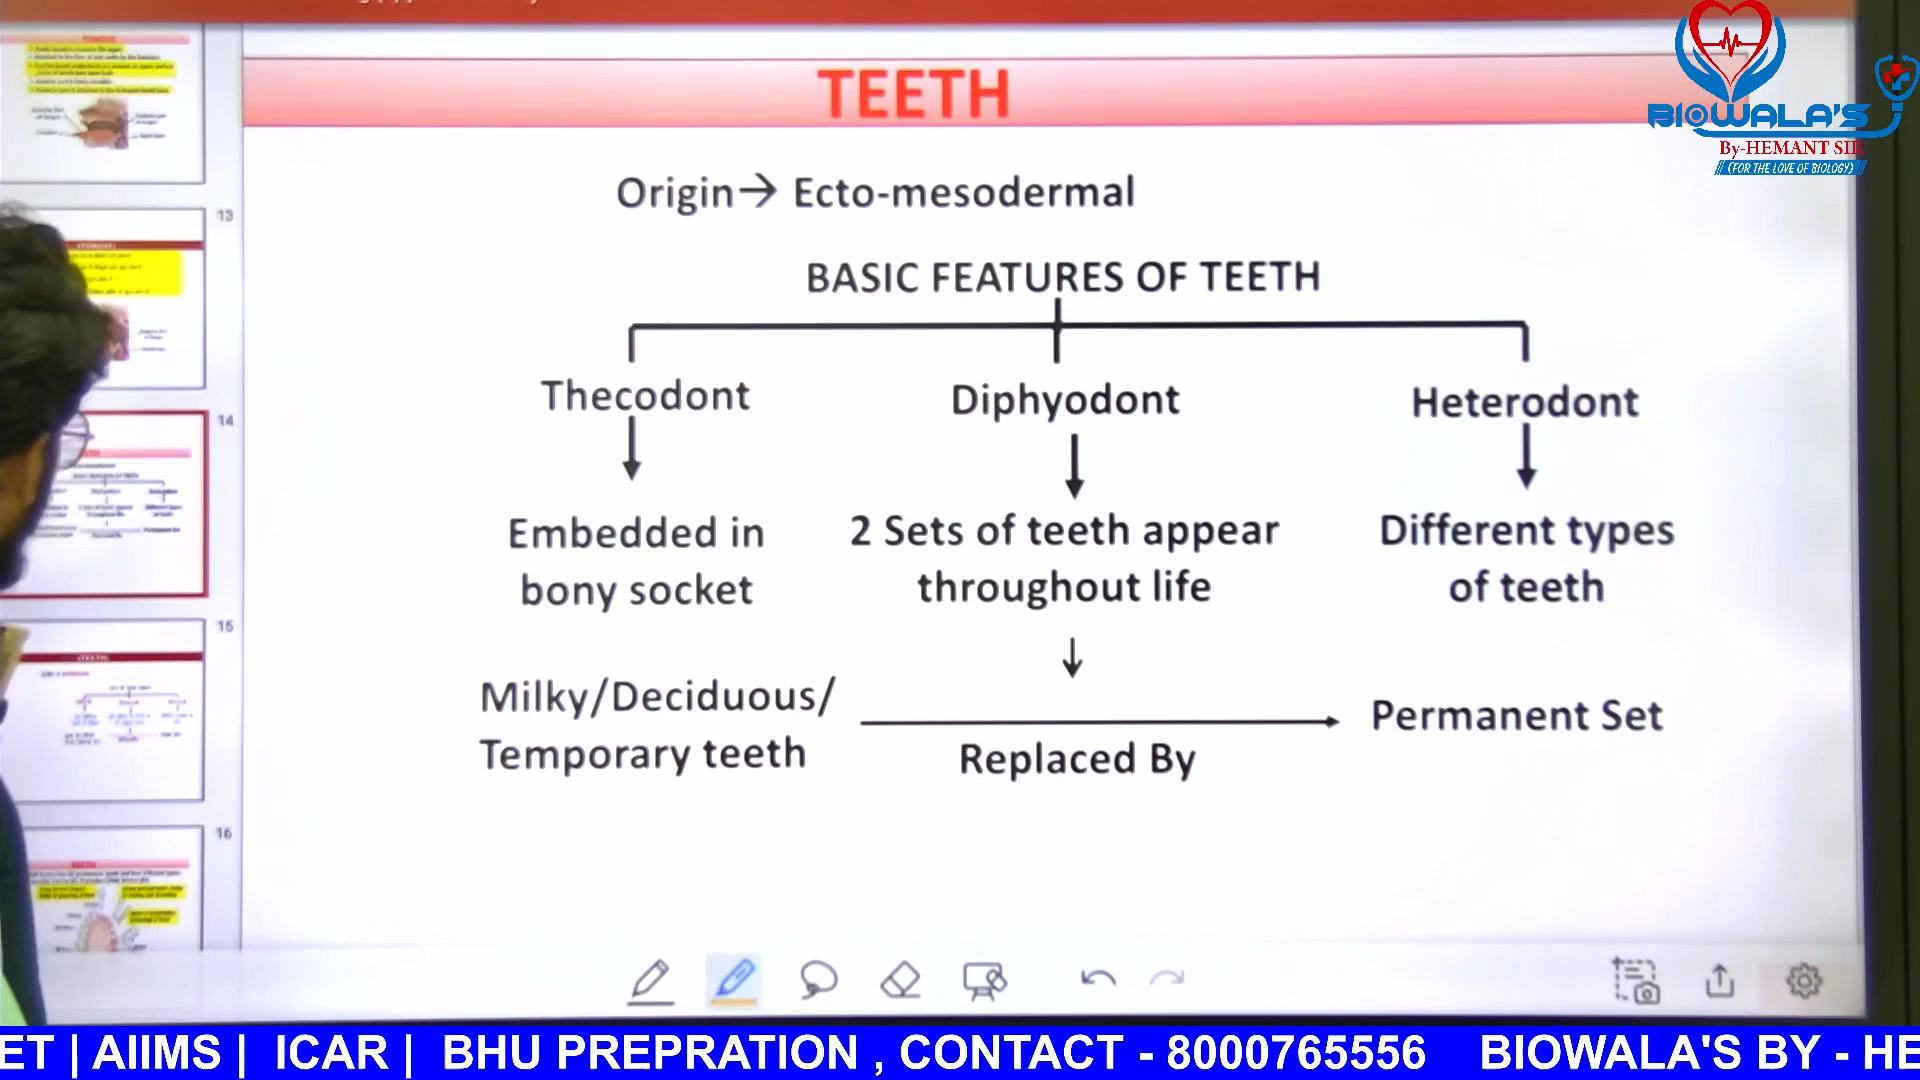 TEETH
BIOWALA'S
By-HEMANT SIR
(FOR THE LOVE OF BIOLOGY)
Origin→ Ecto-mesodermal
BASIC FEATURES OF TEETH
Thecodont
Diphyodont
Heterodont
Embedded in
bony socket
2 Sets of teeth appear
throughout life
Different types
of teeth
Milky/Deciduous/
Temporary teeth
Replaced By
Permanent Set
13
14
15
16
TEETH
ET | AIIMS | ICAR | BHU PREPRATION , CONTACT - 8000765556 BIOWALA'S BY - HE